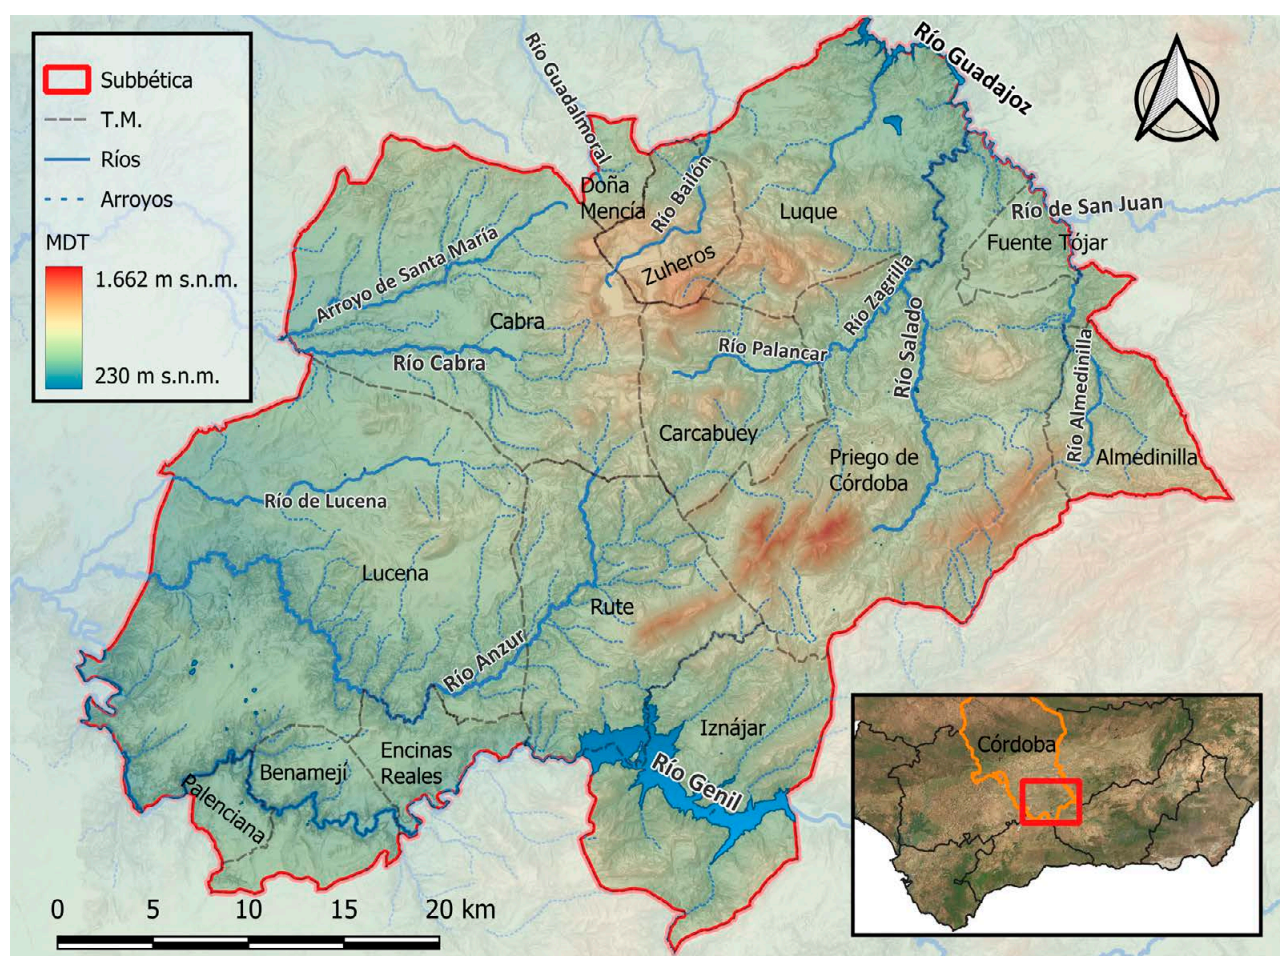 Subbética
T.M.
Ríos
Arroyos
MDT
1.662 m s.n.m.
230 m s.n.m.
Río Guadajoz
Río Guadalmoral
Doña
Mencía
Río Bailón
Luque
Río de San Juan
Fuente Tójar
Zuheros
Arroyo de Santa María
Río Zagrilla
Cabra
Río Salado
Río Cabra
Río Palancar
Río Almedinilla
Carcabuey
Priego de
Córdoba
Almedinilla
Río de Lucena
Lucena
Rute
Río Anzur
Iznájar
Encinas
Reales
Benamejí
Río Genil
Palenciana
Córdoba
0 5 10 15 20 km